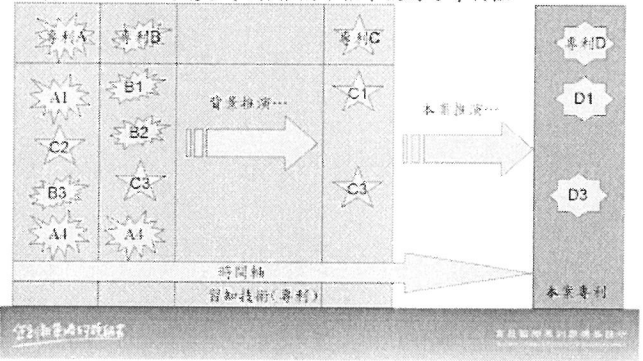 專利A
專利B
專利C
專利D
A1
B1
C1
D1
背景推演…
本案推演…
C2
B2
B3
C3
C3
D3
A4
A4
時間軸
習知技術(專利)
本案專利